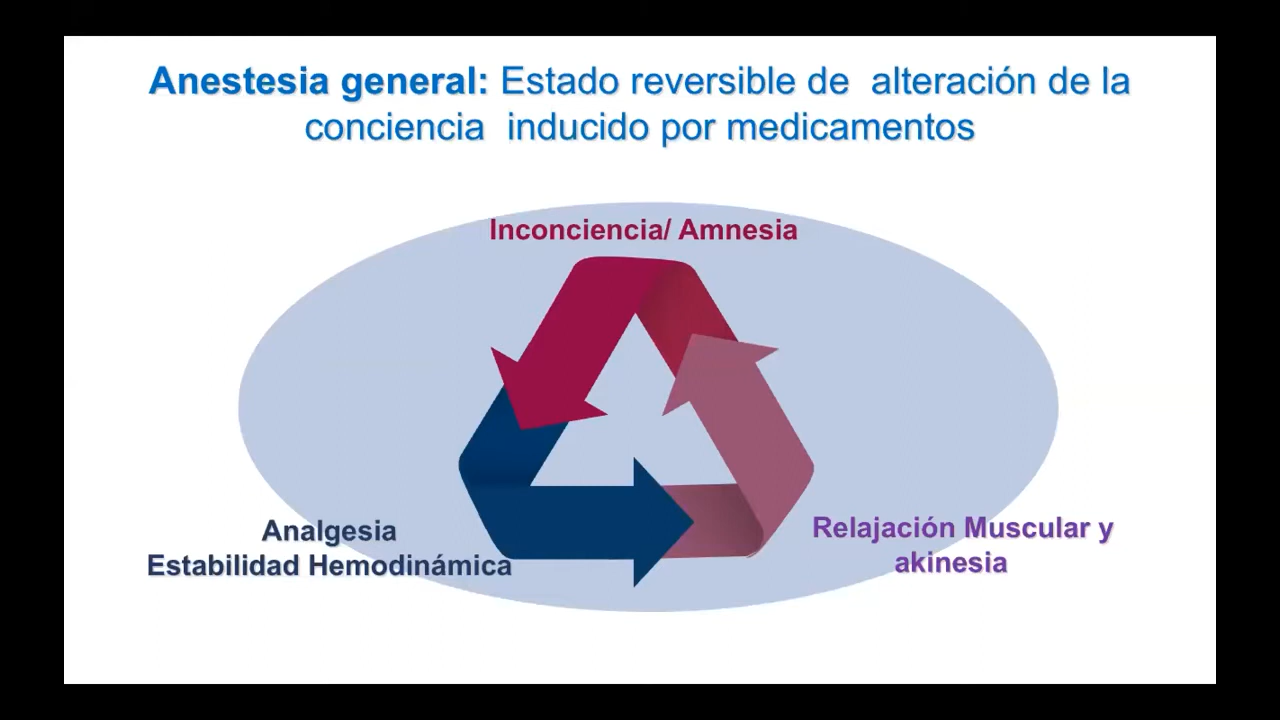 Anestesia general: Estado reversible de  alteración de la
conciencia  inducido por medicamentos
Inconciencia/ Amnesia
Analgesia
Estabilidad Hemodinámica
Relajación Muscular y
akinesia